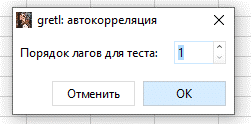 gretl: автокорреляция
Порядок лагов для теста: 1
Отменить OK